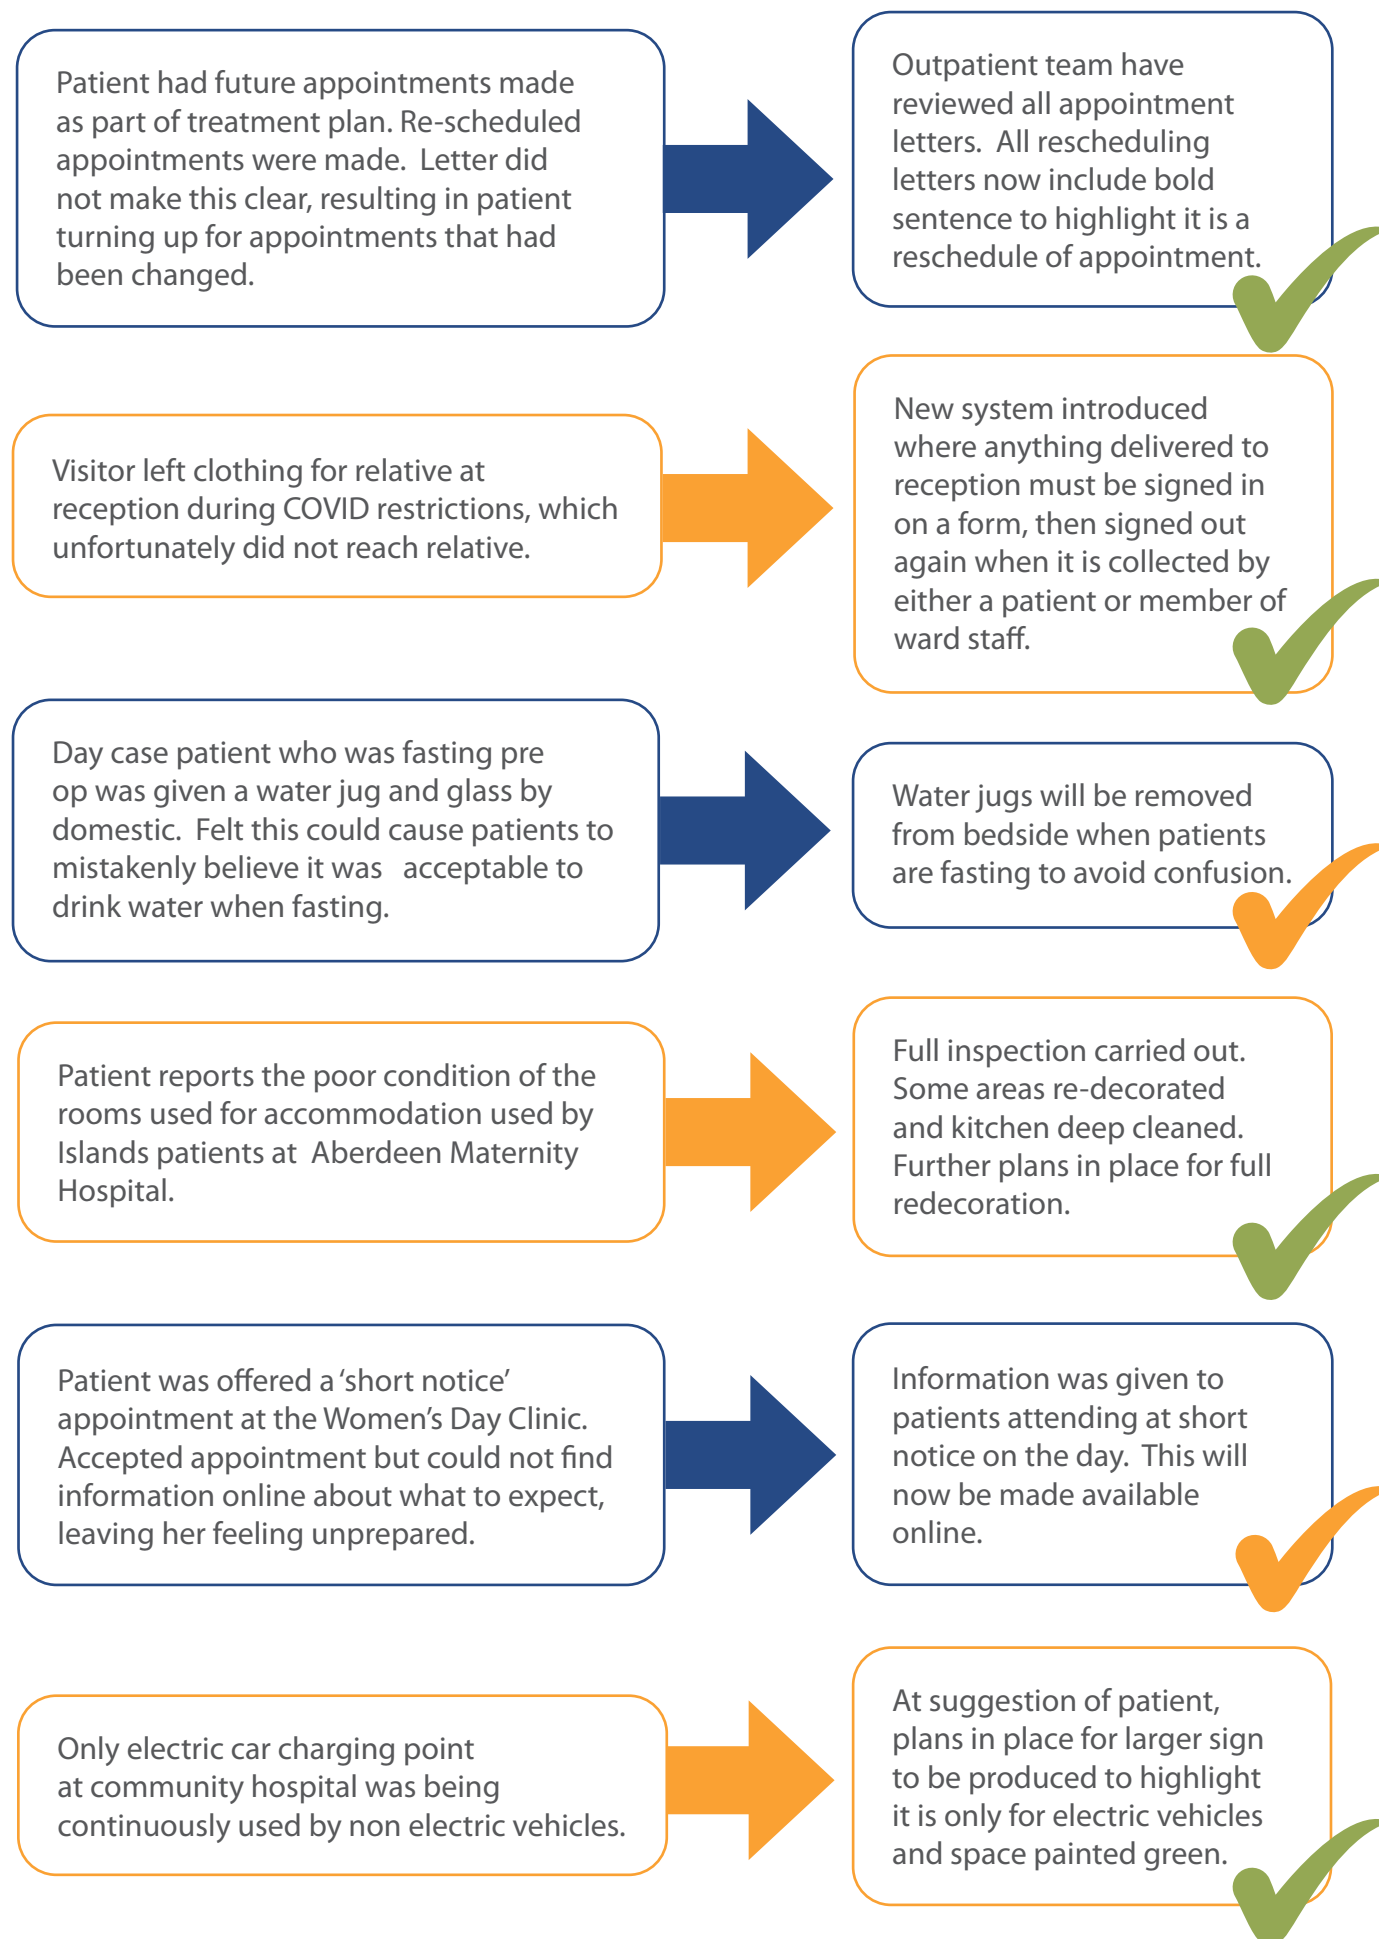 Patient had future appointments made
as part of treatment plan. Re-scheduled
appointments were made.  Letter did
not make this clear, resulting in patient
turning up for appointments that had
been changed.
Outpatient team have
reviewed all appointment
letters.  All rescheduling
letters now include bold
sentence to highlight it is a
reschedule of appointment.
Visitor left clothing for relative at
reception during COVID restrictions, which
unfortunately did not reach relative.
New system introduced
where anything delivered to
reception must be signed in
on a form, then signed out
again when it is collected by
either a patient or member of
ward staff.
Day case patient who was fasting pre
op was given a water jug and glass by
domestic.  Felt this could cause patients to
mistakenly believe it was   acceptable to
drink water when fasting.
Water jugs will be removed
from bedside when patients
are fasting to avoid confusion.
Patient reports the poor condition of the
rooms used for accommodation used by
Islands patients at  Aberdeen Maternity
Hospital.
Full inspection carried out.
Some areas re-decorated
and kitchen deep cleaned.
Further plans in place for full
redecoration.
Patient was offered a ‘short notice’
appointment at the Women’s Day Clinic.
Accepted appointment but could not find
information online about what to expect,
leaving her feeling unprepared.
Information was given to
patients attending at short
notice on the day.  This will
now be made available
online.
Only electric car charging point
at community hospital was being
continuously used by non electric vehicles.
At suggestion of patient,
plans in place for larger sign
to be produced to highlight
it is only for electric vehicles
and space painted green.